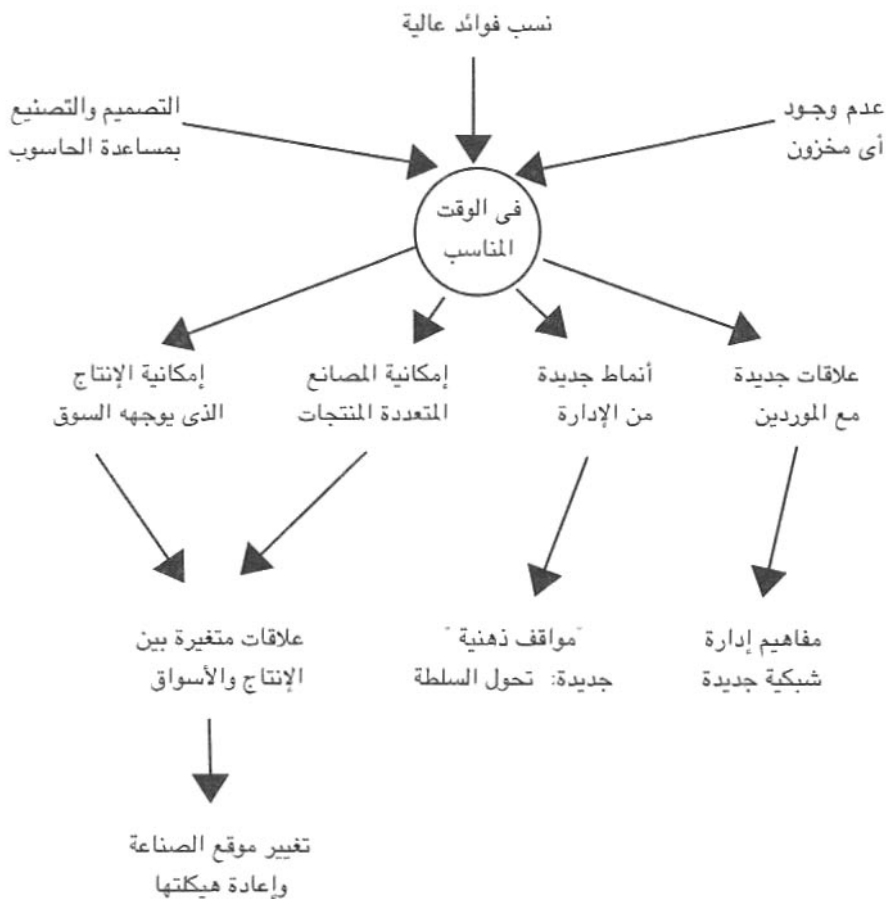 نسب فوائد عالية
عدم وجود
أى مخزون
التصميم والتصنيع
بمساعدة الحاسوب
فى الوقت
المناسب
علاقات جديدة
مع الموردين
أنماط جديدة
من الإدارة
إمكانية المصانع
المتعددة المنتجات
إمكانية الإنتاج
الذى يوجهه السوق
مفاهيم إدارة
شبكية جديدة
"مواقف ذهنية"
جديدة: تحول السلطة
علاقات متغيرة بين
الإنتاج والأسواق
تغيير موقع الصناعة
وإعادة هيكلتها